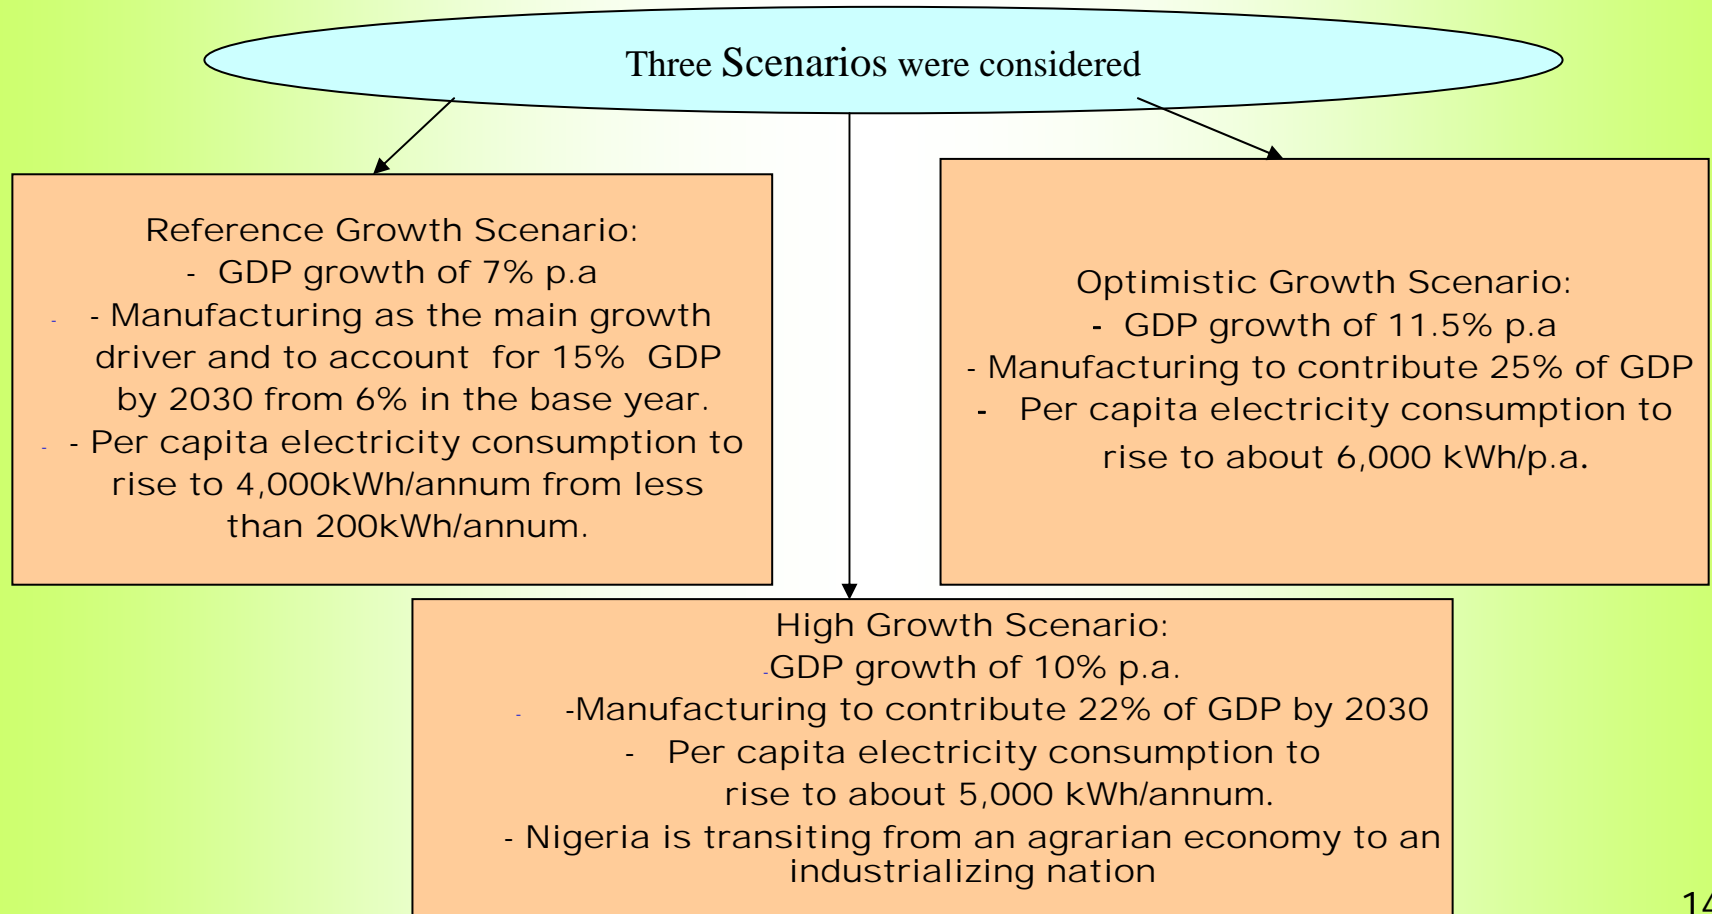 Three Scenarios were considered
Reference Growth Scenario:
- GDP growth of 7% p.a
- - Manufacturing as the main growth
driver and to account for 15% GDP
by 2030 from 6% in the base year.
- - Per capita electricity consumption to
rise to 4,000kWh/annum from less
than 200kWh/annum.
Optimistic Growth Scenario:
- GDP growth of 11.5% p.a
- Manufacturing to contribute 25% of GDP
- Per capita electricity consumption to
rise to about 6,000 kWh/p.a.
High Growth Scenario:
-GDP growth of 10% p.a.
- -Manufacturing to contribute 22% of GDP by 2030
- Per capita electricity consumption to
rise to about 5,000 kWh/annum.
- Nigeria is transiting from an agrarian economy to an
industrializing nation
14